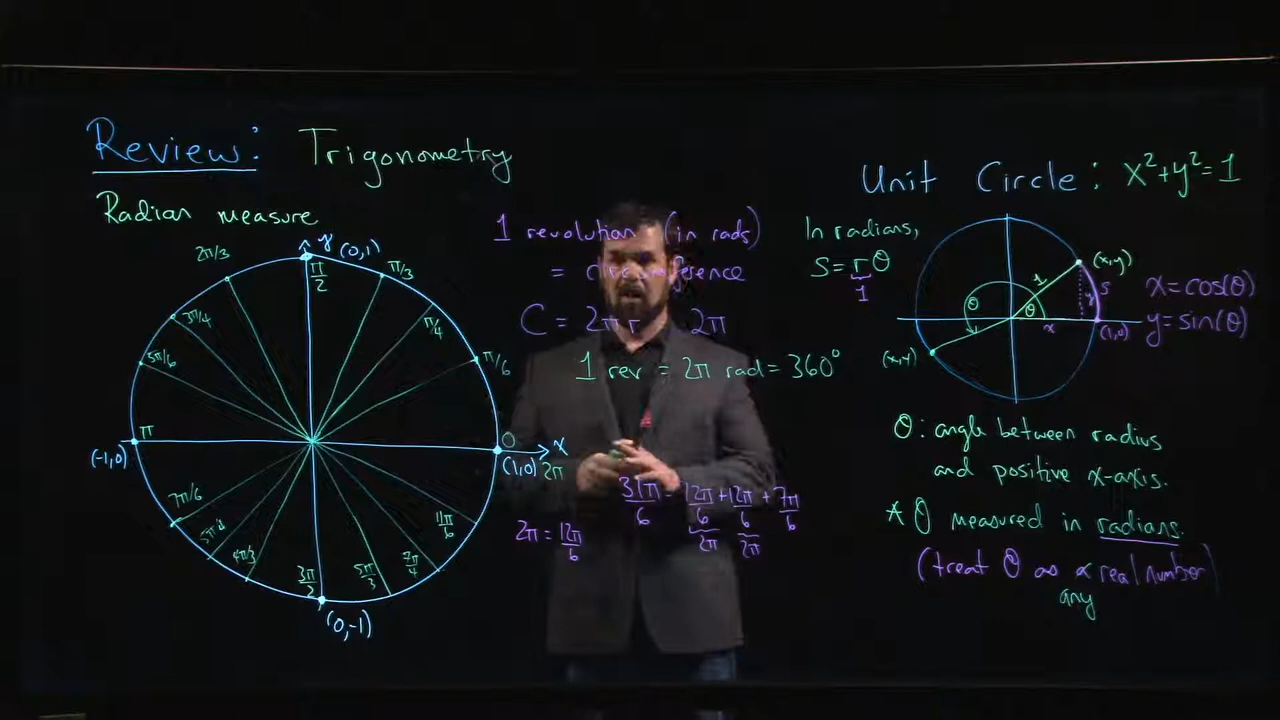 Review: Trigonometry
Radian measure
y (0,1)
π/2
π/3
π/4
π/6
2π/3
3π/4
5π/6
π
(-1,0)
0
x
(1,0) 2π
7π/6
5π/4
4π/3
3π/2
5π/3
7π/4
11π/6
(0,-1)
1 revolution (in rads)
= circumference
C = 2πr 2π
1 rev = 2π rad = 360°
31π/6 = 12π/6 + 12π/6 + 7π/6
2π 2π
2π = 12π/6
In radians,
S = rθ
1
Unit Circle: x²+y²=1
(x,y)
1
S
y
θ
θ
x
(1,0)
(x,y)
x = cos(θ)
y = sin(θ)
θ: angle between radius
and positive x-axis.
* θ measured in radians.
(treat θ as a real number)
any